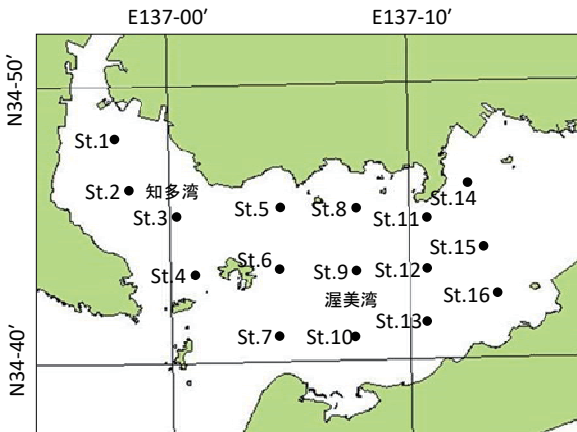 E137-00′ E137-10′
N34-50′
St.1
St.2 知多湾
St.3
St.5 St.8
St.14
St.11
St.15
St.4
St.6
St.9 St.12
St.16
渥美湾
St.13
St.7 St.10
N34-40′